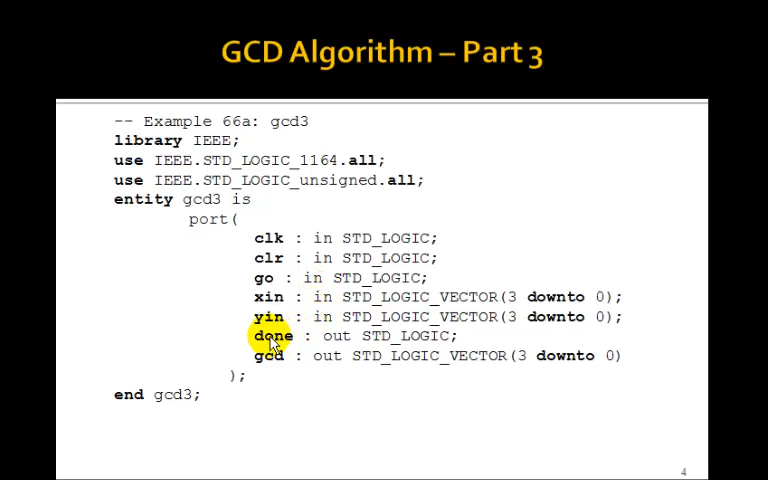 GCD Algorithm – Part 3
-- Example 66a: gcd3
library IEEE;
use IEEE.STD_LOGIC_1164.all;
use IEEE.STD_LOGIC_unsigned.all;
entity gcd3 is
port(
clk : in STD_LOGIC;
clr : in STD_LOGIC;
go : in STD_LOGIC;
xin : in STD_LOGIC_VECTOR(3 downto 0);
yin : in STD_LOGIC_VECTOR(3 downto 0);
done : out STD_LOGIC;
gcd : out STD_LOGIC_VECTOR(3 downto 0)
);
end gcd3;
4